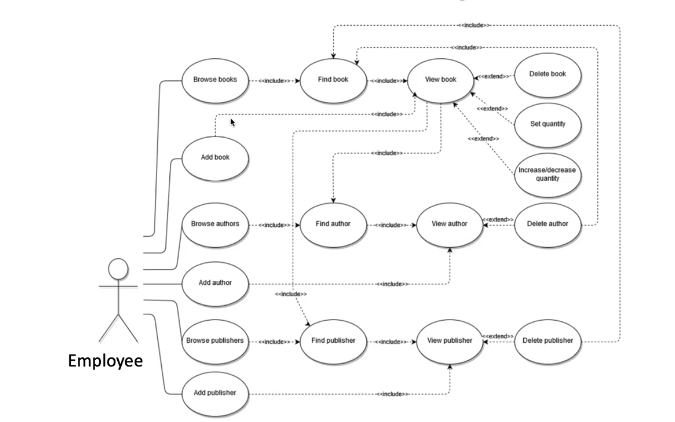 <<include>>
<<include>>
Browse books
<<include>>
Find book
<<include>>
View book
<<extend>>
Delete book
<<extend>>
Set quantity
<<include>>
<<extend>>
Add book
<<include>>
Increase/decrease
quantity
Browse authors
<<include>>
Find author
<<include>>
View author
<<extend>>
Delete author
Add author
<<include>>
<<include>>
Browse publishers
<<include>>
Find publisher
<<include>>
View publisher
<<extend>>
Delete publisher
Employee
Add publisher
<<include>>